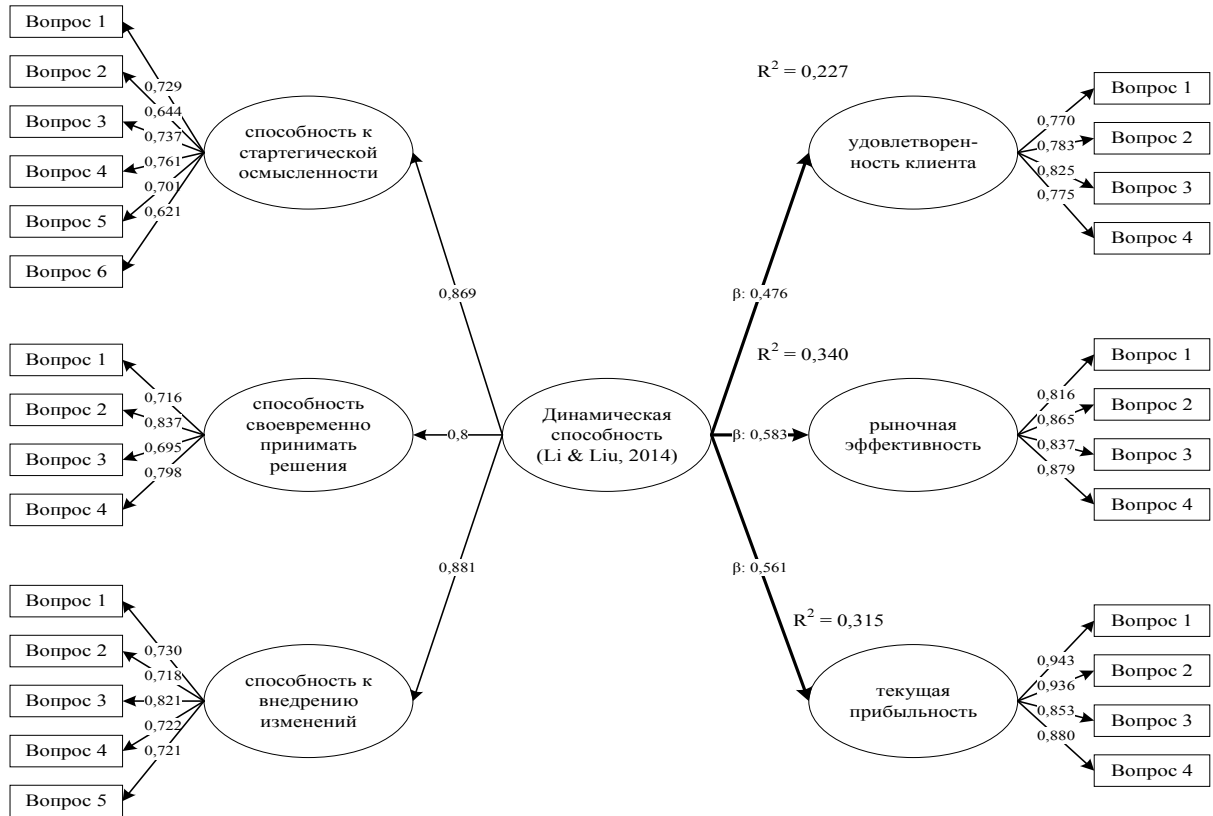 Вопрос 1
Вопрос 2
Вопрос 3
Вопрос 4
Вопрос 5
Вопрос 6
0,729
0,644
0,737
0,761
0,701
0,621
способность к
стартегической
осмысленности
0,869
Вопрос 1
Вопрос 2
Вопрос 3
Вопрос 4
0,716
0,837
0,695
0,798
способность
своевременно
принимать
решения
0,8
Вопрос 1
Вопрос 2
Вопрос 3
Вопрос 4
Вопрос 5
0,730
0,718
0,821
0,722
0,721
способность к
внедрению
изменений
0,881
Динамическая
способность
(Li & Liu, 2014)
R² = 0,227
β: 0,476
удовлетворен-
ность клиента
0,770
0,783
0,825
0,775
Вопрос 1
Вопрос 2
Вопрос 3
Вопрос 4
R² = 0,340
β: 0,583
рыночная
эффективность
0,816
0,865
0,837
0,879
Вопрос 1
Вопрос 2
Вопрос 3
Вопрос 4
β: 0,561
R² = 0,315
текущая
прибыльность
0,943
0,936
0,853
0,880
Вопрос 1
Вопрос 2
Вопрос 3
Вопрос 4